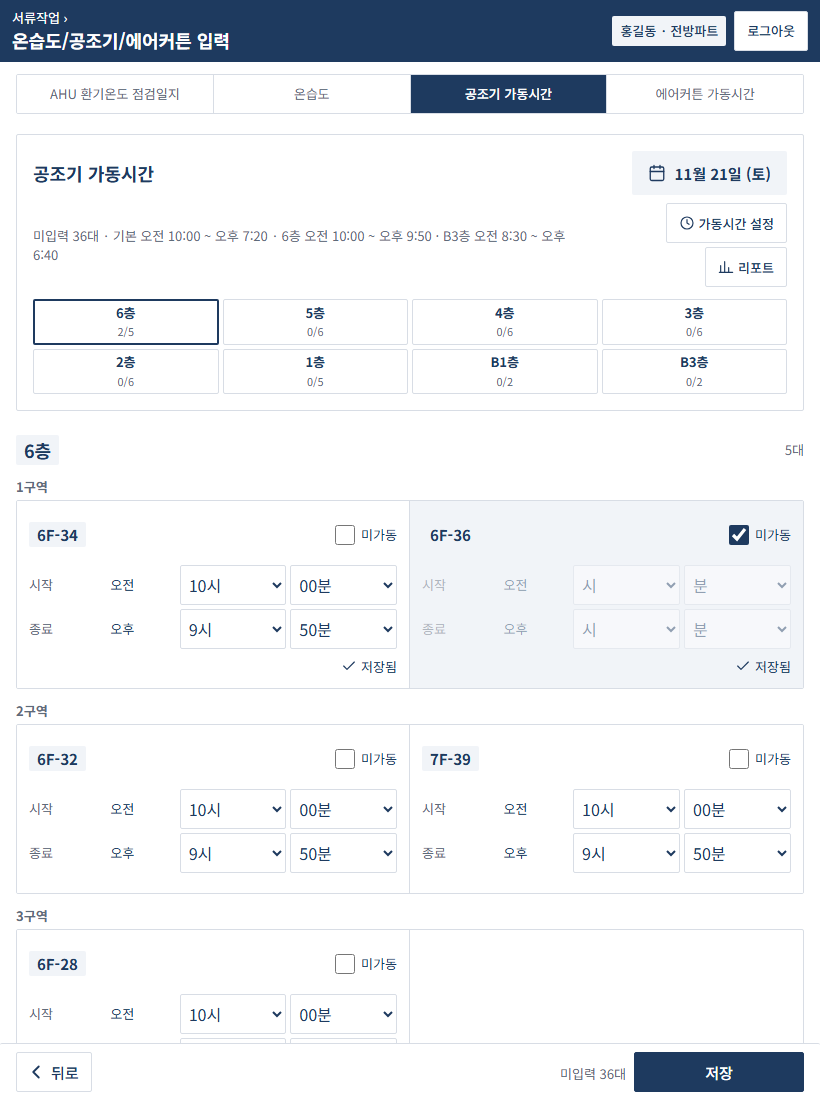 서류작업 ›
온습도/공조기/에어커튼 입력
홍길동 · 전방파트
로그아웃
AHU 환기온도 점검일지
온습도
공조기 가동시간
에어커튼 가동시간
공조기 가동시간
11월 21일 (토)
미입력 36대 · 기본 오전 10:00 ~ 오후 7:20 · 6층 오전 10:00 ~ 오후 9:50 · B3층 오전 8:30 ~ 오후
6:40
가동시간 설정
리포트
6층
2/5
5층
0/6
4층
0/6
3층
0/6
2층
0/6
1층
0/5
B1층
0/2
B3층
0/2
6층
5대
1구역
6F-34
미가동
시작 오전 10시 00분
종료 오후 9시 50분
저장됨
6F-36
미가동
시작 오전 시 분
종료 오후 시 분
저장됨
2구역
6F-32
미가동
시작 오전 10시 00분
종료 오후 9시 50분
7F-39
미가동
시작 오전 10시 00분
종료 오후 9시 50분
3구역
6F-28
미가동
시작 오전 10시 00분
뒤로
미입력 36대
저장